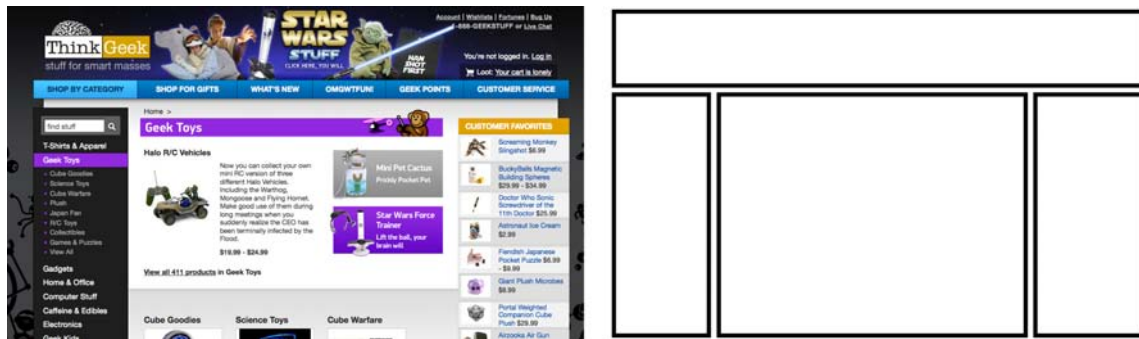 Account | Wishlists | Fortunes | Bug Us
1-888-GEEKSTUFF or Live Chat
STAR
WARS
STUFF
CLICK HERE, YOU WILL
HAN
SHOT
FIRST
ThinkGeek
stuff for smart masses
You're not logged in. Log in
Loot: Your cart is lonely
SHOP BY CATEGORY
SHOP FOR GIFTS
WHAT'S NEW
OMGWTFUN!
GEEK POINTS
CUSTOMER SERVICE
find stuff
T-Shirts & Apparel
Geek Toys
Cube Goodies
Science Toys
Cube Warfare
Plush
Japan Fan
R/C Toys
Collectibles
Games & Puzzles
View All
Gadgets
Home & Office
Computer Stuff
Caffeine & Edibles
Electronics
Geek Kids
Home >
Geek Toys
Halo R/C Vehicles
Now you can collect your own
mini RC version of three
different Halo Vehicles.
Including the Warthog,
Mongoose and Flying Hornet.
Make good use of them during
long meetings when you
suddenly realize the CEO has
been terminally infected by the
Flood.
$19.99 - $24.99
View all 411 products in Geek Toys
Mini Pet Cactus
Prickly Pocket Pet
Star Wars Force
Trainer
Lift the ball, your
brain will
Cube Goodies
Science Toys
Cube Warfare
CUSTOMER FAVORITES
Screaming Monkey
Slingshot $6.99
BuckyBalls Magnetic
Building Spheres
$29.99 - $34.99
Doctor Who Sonic
Screwdriver of the
11th Doctor $25.99
Astronaut Ice Cream
$2.99
Fiendish Japanese
Pocket Puzzle $6.99
- $9.99
Giant Plush Microbes
$8.99
Portal Weighted
Companion Cube
Plush $29.99
Airzooka Air Gun